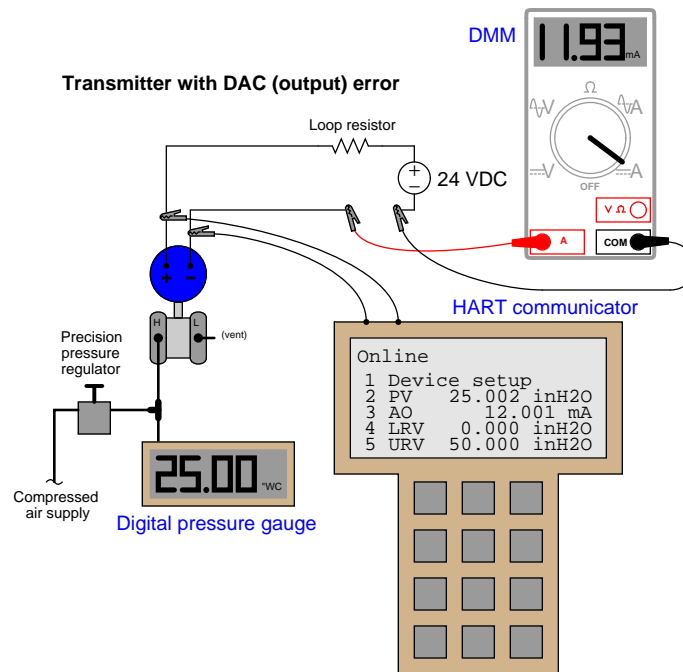 DMM
11.93 mA
Transmitter with DAC (output) error
Ω
V
A
V
A
OFF
Loop resistor
+
-
24 VDC
V Ω
A
COM
+ -
HART communicator
H
L
(vent)
Precision
pressure
regulator
Online
1 Device setup
2 PV 25.002 inH2O
3 AO 12.001 mA
4 LRV 0.000 inH2O
5 URV 50.000 inH2O
25.00 "WC
Compressed
air supply
Digital pressure gauge